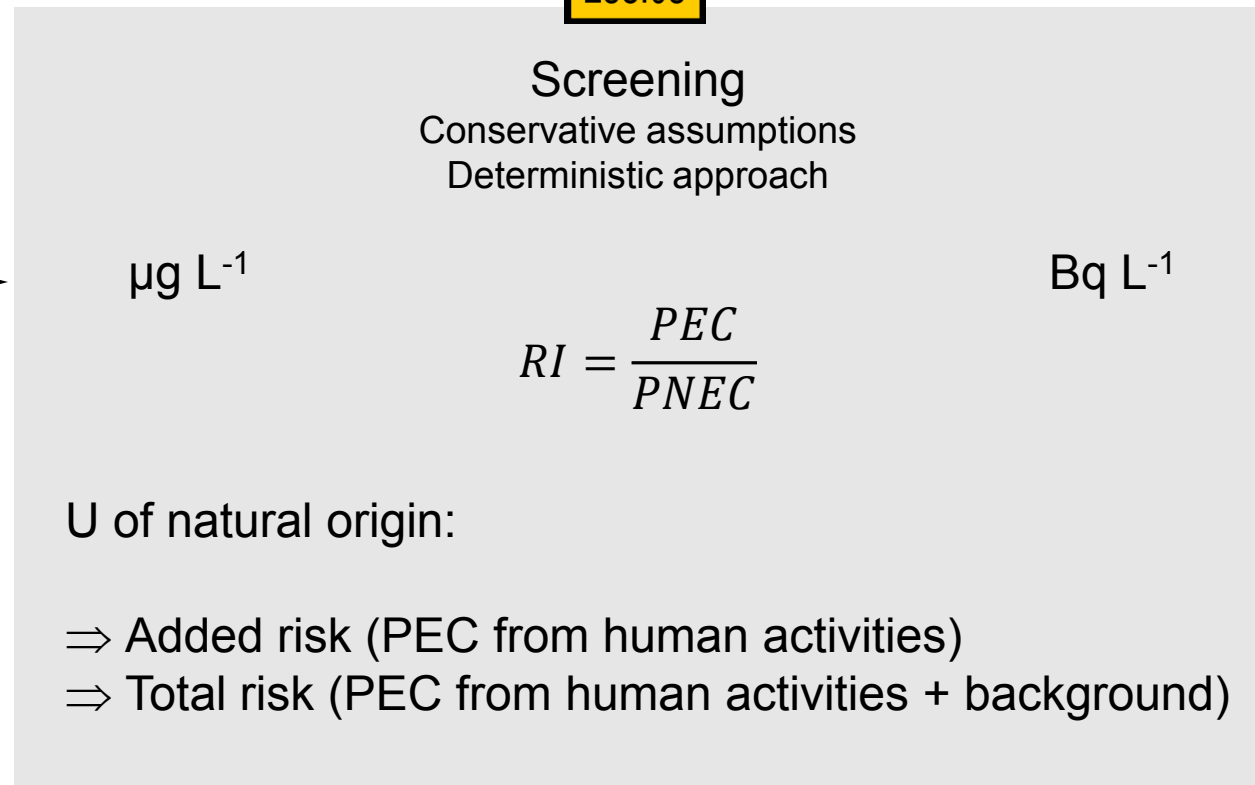 Screening
Conservative assumptions
Deterministic approach
µg L-1
Bq L-1
RI = PEC / PNEC
U of natural origin:
⇒ Added risk (PEC from human activities)
⇒ Total risk (PEC from human activities + background)